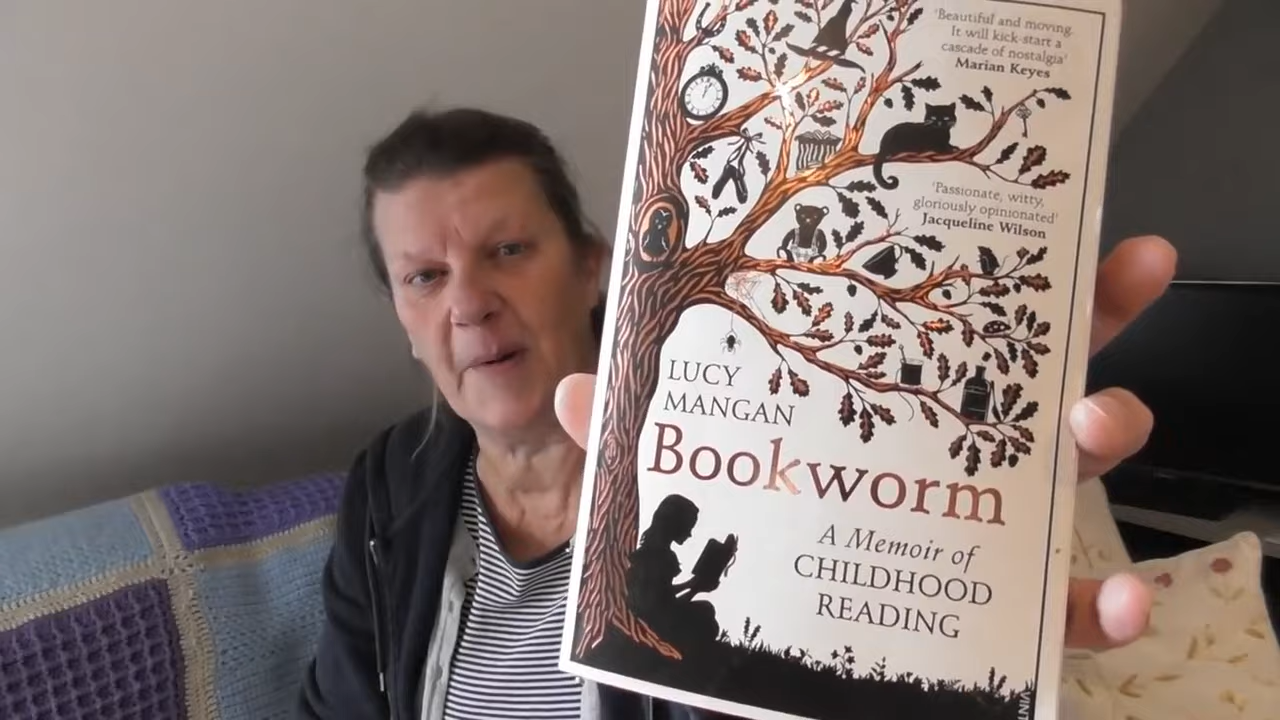 'Beautiful and moving.
It will kick-start a
cascade of nostalgia'
Marian Keyes
'Passionate, witty,
gloriously opinionated'
Jacqueline Wilson
LUCY
MANGAN
Bookworm
A Memoir of
CHILDHOOD
READING